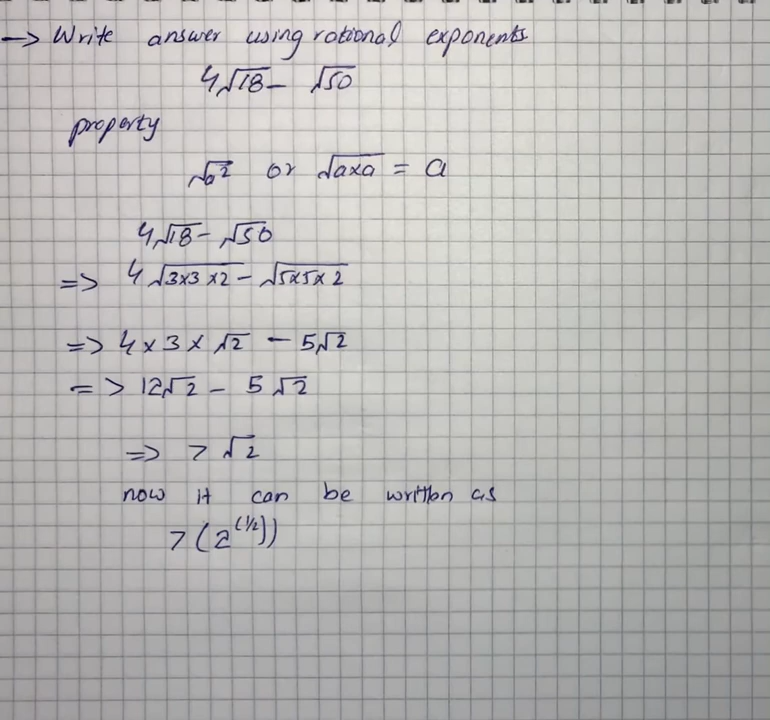 -> Write answer using rational exponents
4√18 - √50
property
√a² or √a×a = a
4√18 - √50
=> 4√3×3×2 - √5×5×2
=> 4 × 3 × √2 - 5√2
=> 12√2 - 5√2
=> 7√2
now it can be written as
7(2^(1/2))